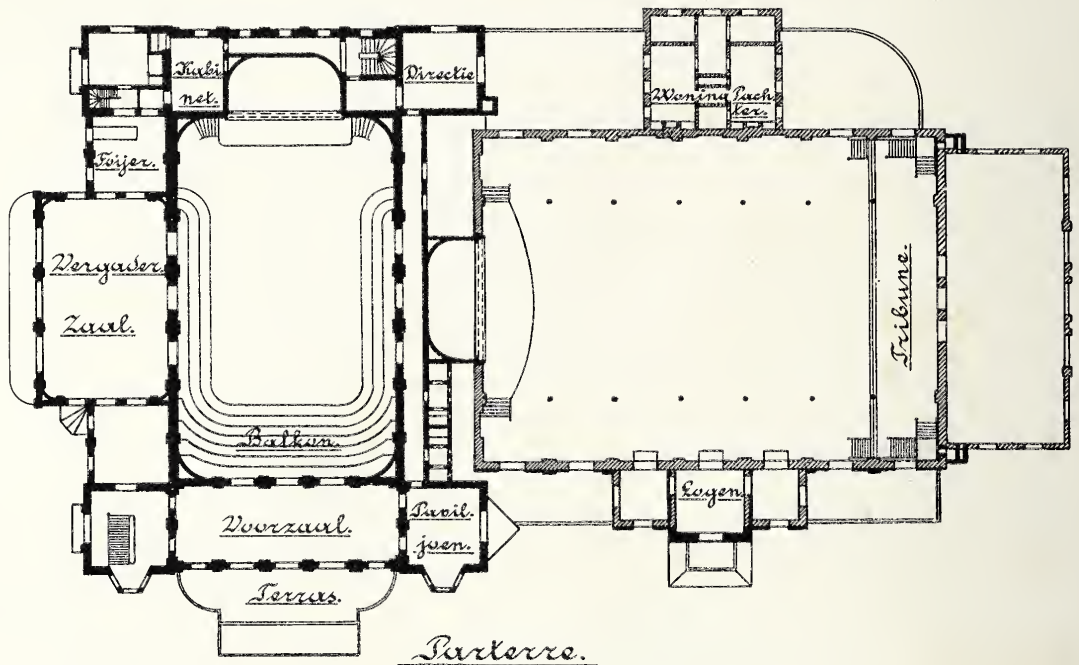 Kabi
net.
Directie
Woning Pach
ter.
Foijer.
Vergader
Zaal.
Tribune.
Balkon.
Voorzaal.
Pavil.
joen.
Logen.
Terras.
Parterre.